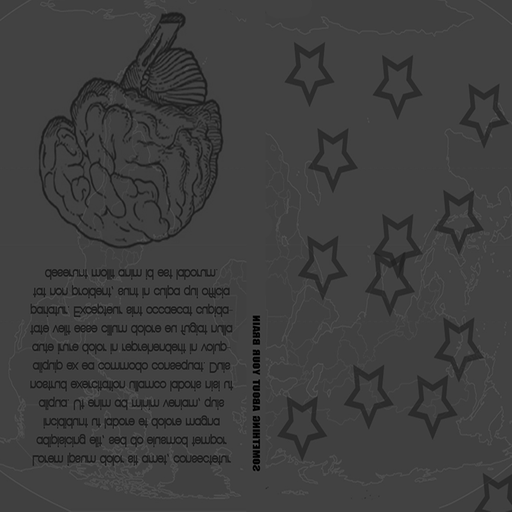 Lorem ipsum dolor sit amet, consectetur
adipiscing elit, sed do eiusmod tempor
incididunt ut labore et dolore magna
aliqua. Ut enim ad minim veniam, quis
nostrud exercitation ullamco laboris nisi ut
aliquip ex ea commodo consequat. Duis
aute irure dolor in reprehenderit in volup-
tate velit esse cillum dolore eu fugiat nulla
pariatur. Excepteur sint occaecat cupida-
tat non proident, sunt in culpa qui officia
deserunt mollit anim id est laborum.
SOMETHING ABOUT YOUR BRAIN